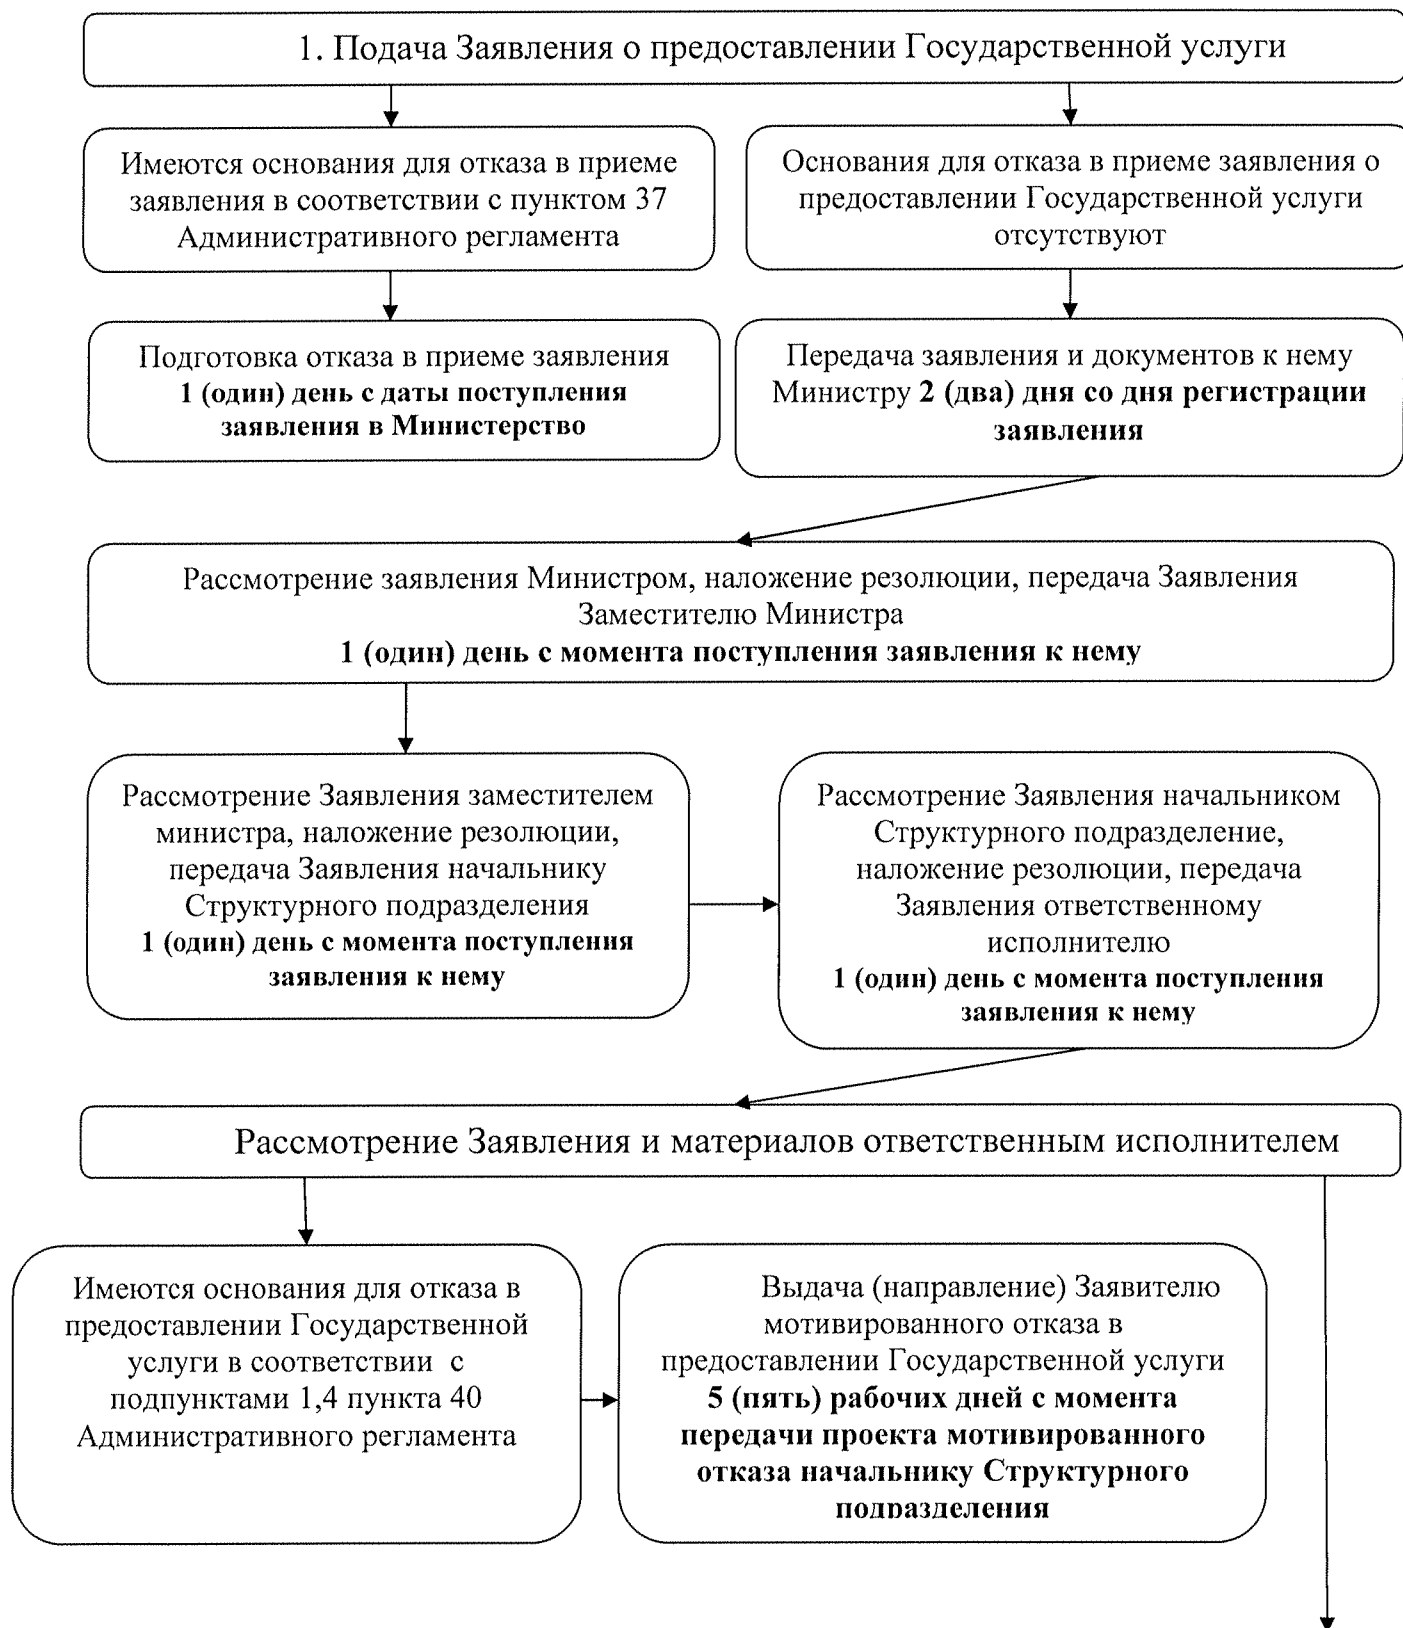 1. Подача Заявления о предоставлении Государственной услуги
Имеются основания для отказа в приеме
заявления в соответствии с пунктом 37
Административного регламента
Основания для отказа в приеме заявления о
предоставлении Государственной услуги
отсутствуют
Подготовка отказа в приеме заявления
1 (один) день с даты поступления
заявления в Министерство
Передача заявления и документов к нему
Министру 2 (два) дня со дня регистрации
заявления
Рассмотрение заявления Министром, наложение резолюции, передача Заявления
Заместителю Министра
1 (один) день с момента поступления заявления к нему
Рассмотрение Заявления заместителем
министра, наложение резолюции,
передача Заявления начальнику
Структурного подразделения
1 (один) день с момента поступления
заявления к нему
Рассмотрение Заявления начальником
Структурного подразделение,
наложение резолюции, передача
Заявления ответственному
исполнителю
1 (один) день с момента поступления
заявления к нему
Рассмотрение Заявления и материалов ответственным исполнителем
Имеются основания для отказа в
предоставлении Государственной
услуги в соответствии с
подпунктами 1,4 пункта 40
Административного регламента
Выдача (направление) Заявителю
мотивированного отказа в
предоставлении Государственной услуги
5 (пять) рабочих дней с момента
передачи проекта мотивированного
отказа начальнику Структурного
подразделения